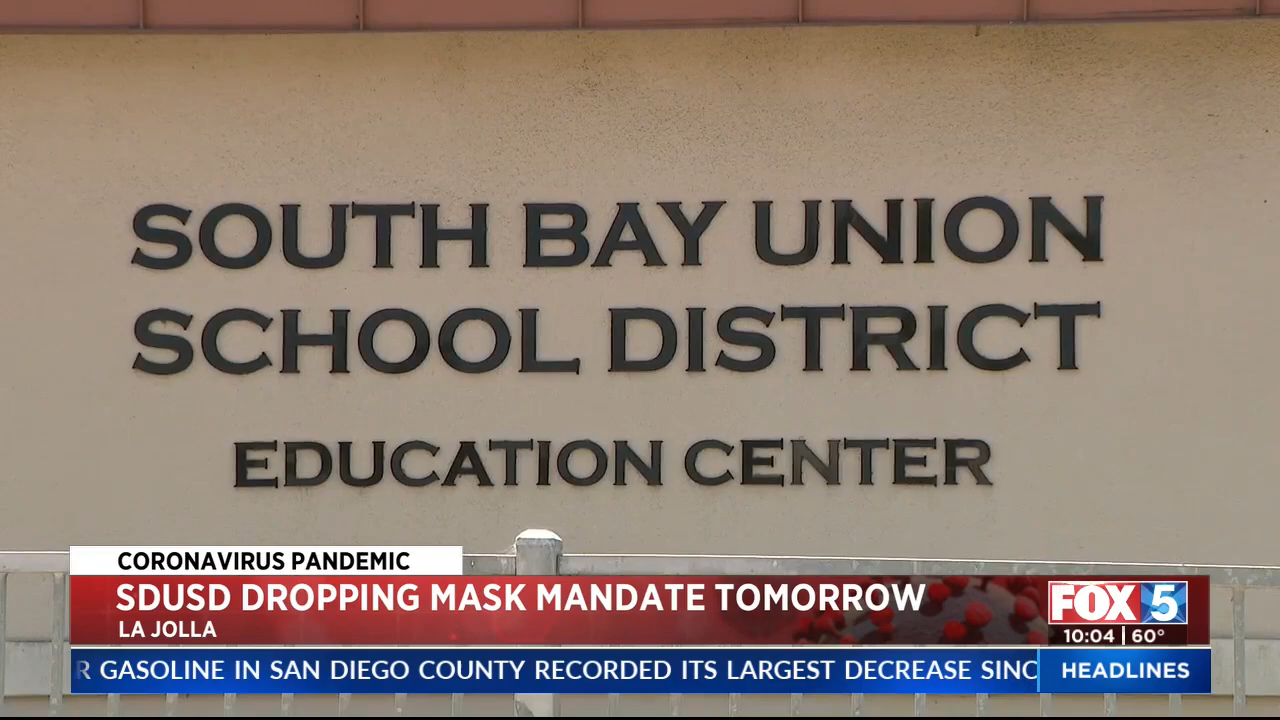 SOUTH BAY UNION
SCHOOL DISTRICT
EDUCATION CENTER
CORONAVIRUS PANDEMIC
SDUSD DROPPING MASK MANDATE TOMORROW
LA JOLLA
FOX 5
10:04 | 60°
R GASOLINE IN SAN DIEGO COUNTY RECORDED ITS LARGEST DECREASE SINC
HEADLINES